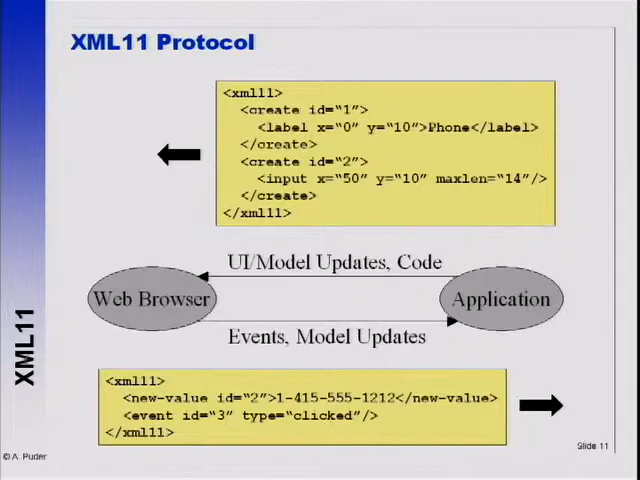 XML11 Protocol
<xml11>
<create id="1">
<label x="0" y="10">Phone</label>
</create>
<create id="2">
<input x="50" y="10" maxlen="14"/>
</create>
</xml11>
UI/Model Updates, Code
Web Browser
Application
Events, Model Updates
<xml11>
<new-value id="2">1-415-555-1212</new-value>
<event id="3" type="clicked"/>
</xml11>
XML11
Slide 11
© A. Puder